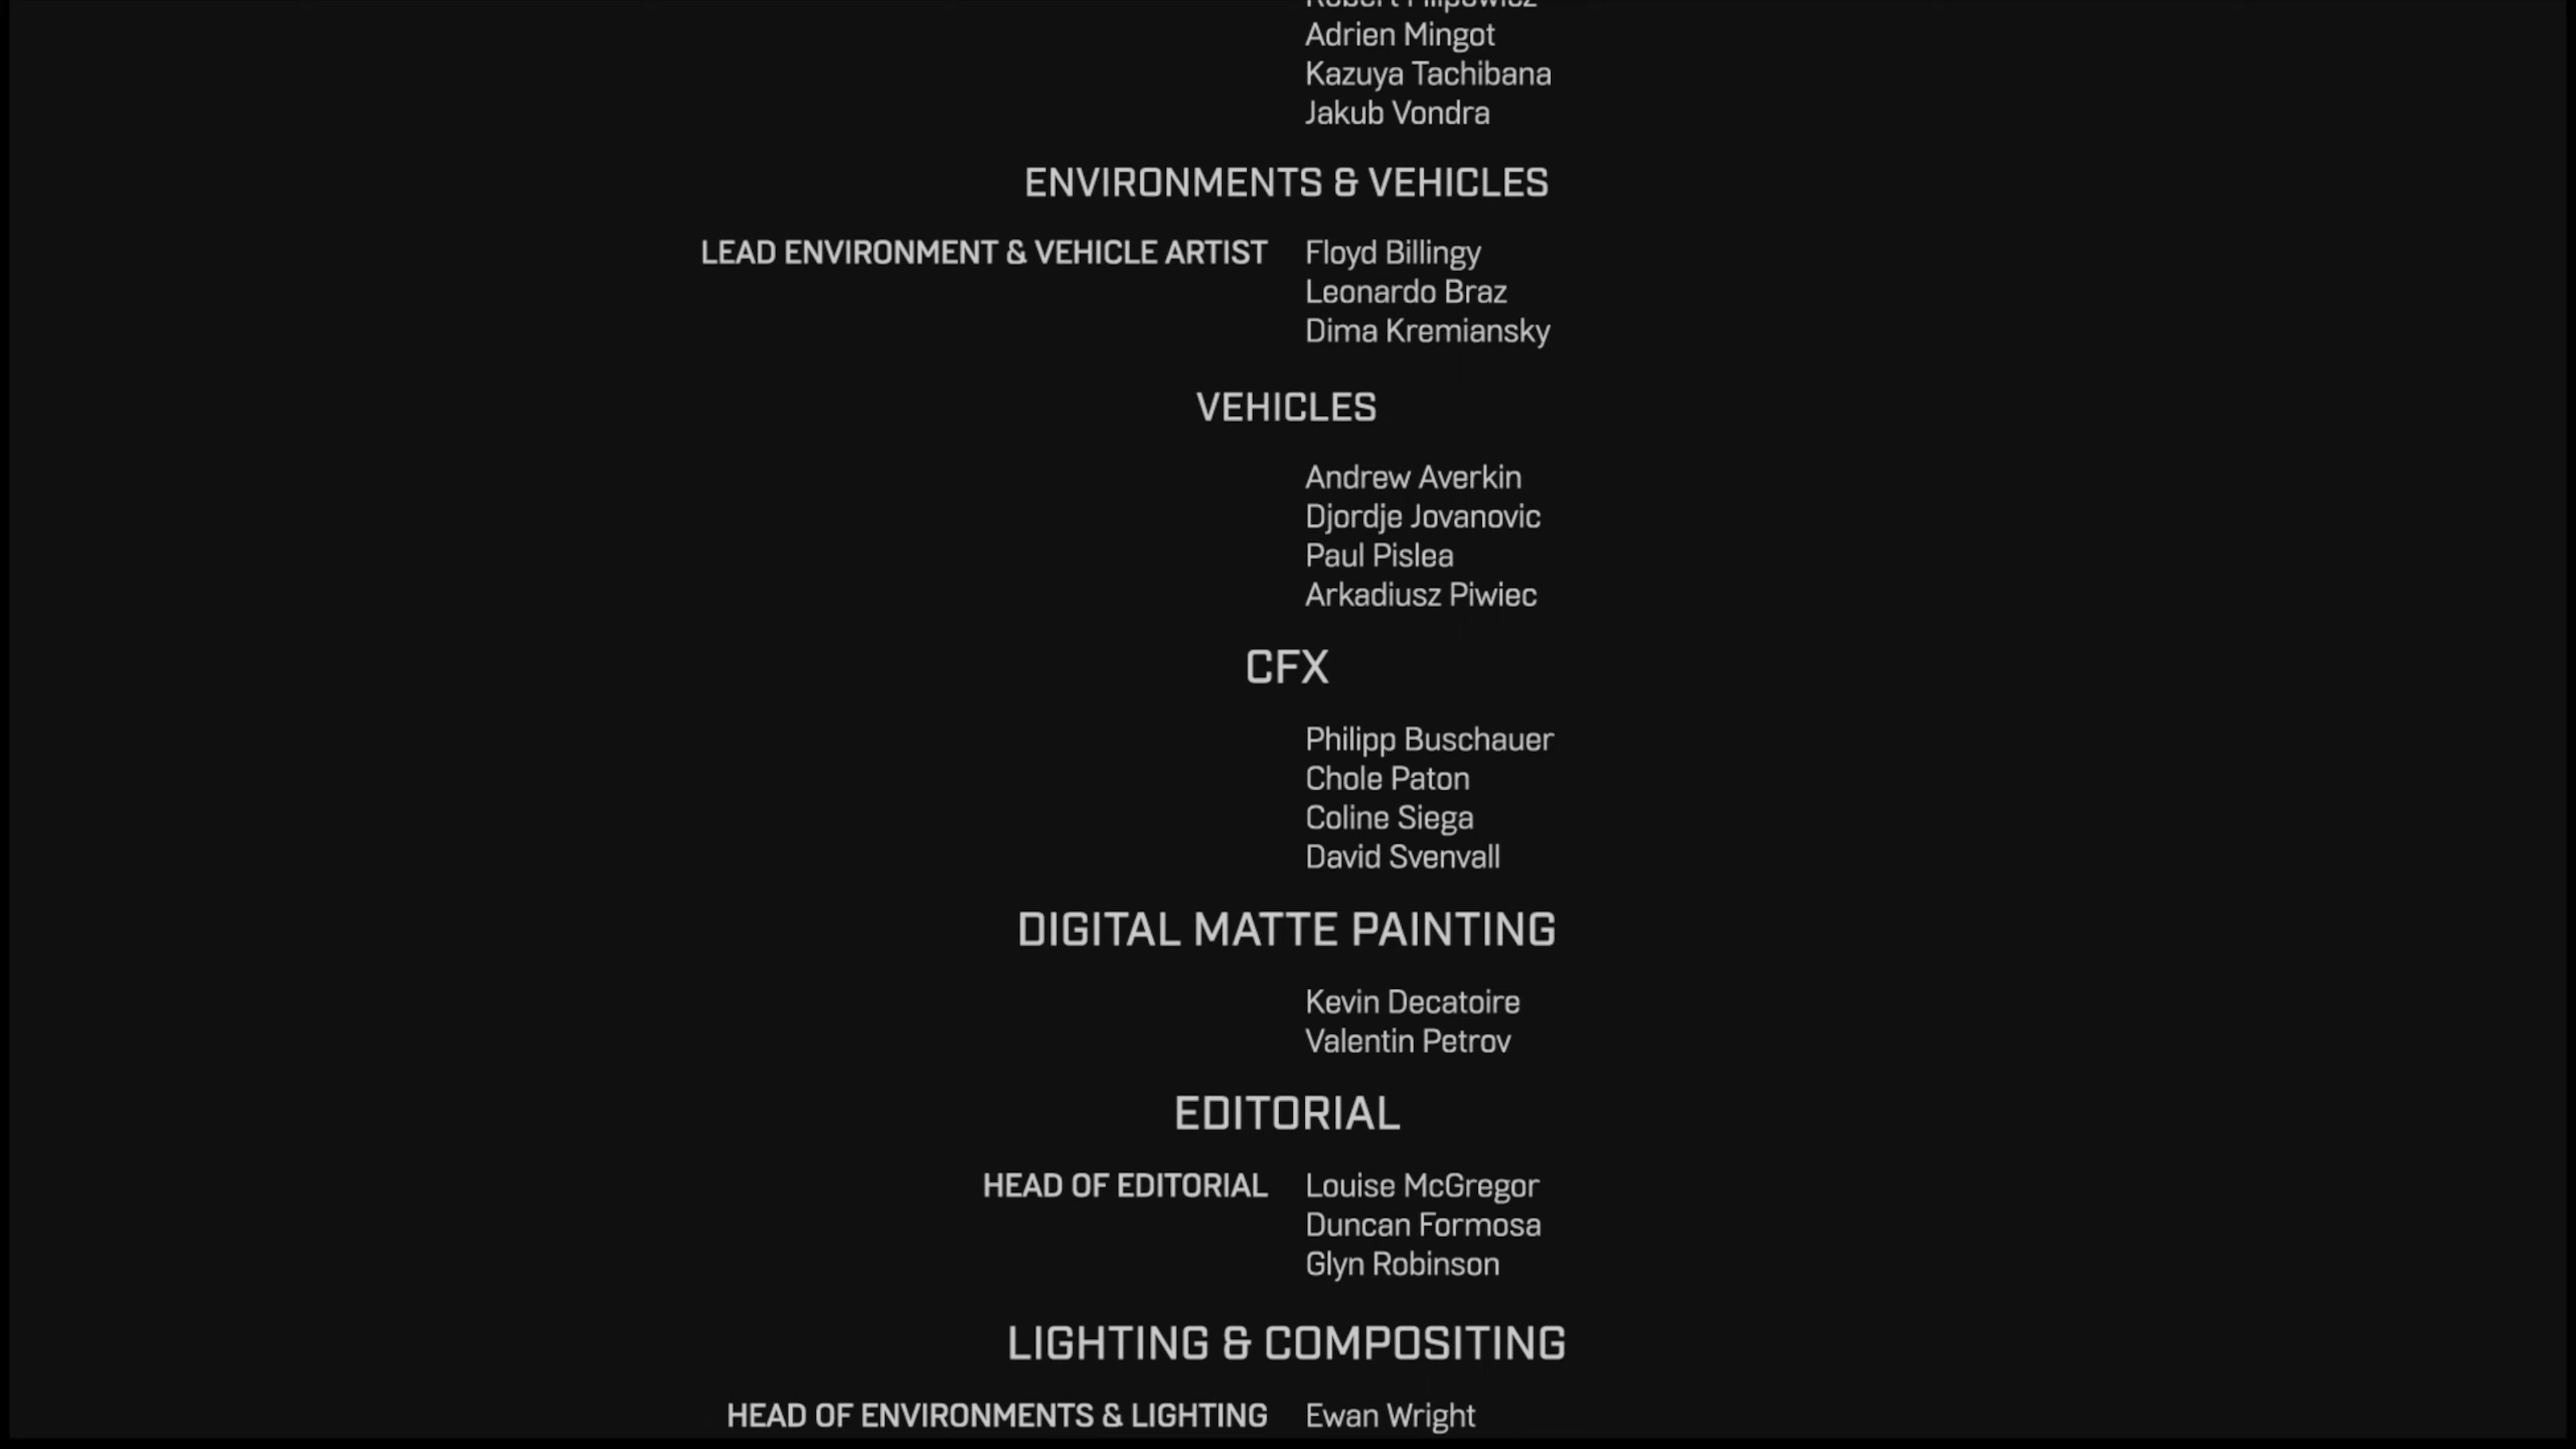 Robert Filipowicz
Adrien Mingot
Kazuya Tachibana
Jakub Vondra
ENVIRONMENTS & VEHICLES
LEAD ENVIRONMENT & VEHICLE ARTIST Floyd Billingy
Leonardo Braz
Dima Kremiansky
VEHICLES
Andrew Averkin
Djordje Jovanovic
Paul Pislea
Arkadiusz Piwiec
CFX
Philipp Buschauer
Chole Paton
Coline Siega
David Svenvall
DIGITAL MATTE PAINTING
Kevin Decatoire
Valentin Petrov
EDITORIAL
HEAD OF EDITORIAL Louise McGregor
Duncan Formosa
Glyn Robinson
LIGHTING & COMPOSITING
HEAD OF ENVIRONMENTS & LIGHTING Ewan Wright